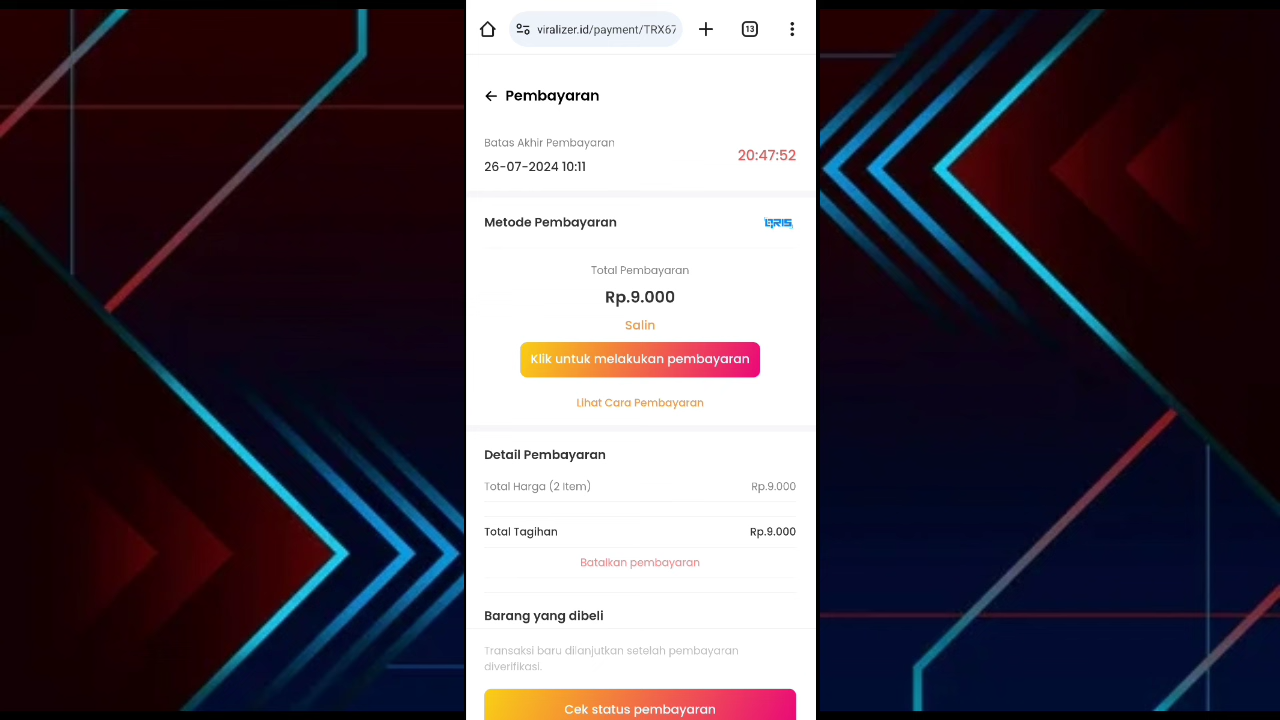 viralizer.id/payment/TRX67
13
Pembayaran
Batas Akhir Pembayaran
20:47:52
26-07-2024 10:11
Metode Pembayaran
QRIS
Total Pembayaran
Rp.9.000
Salin
Klik untuk melakukan pembayaran
Lihat Cara Pembayaran
Detail Pembayaran
Total Harga (2 Item) Rp.9.000
Total Tagihan Rp.9.000
Batalkan pembayaran
Barang yang dibeli
Transaksi baru dilanjutkan setelah pembayaran
diverifikasi.
Cek status pembayaran